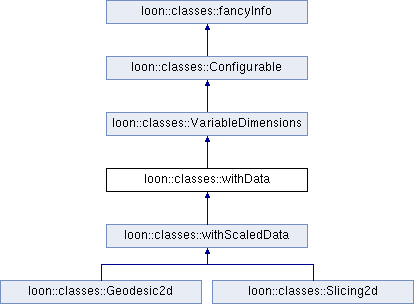 loon::classes::fancyInfo
loon::classes::Configurable
loon::classes::VariableDimensions
loon::classes::withData
loon::classes::withScaledData
loon::classes::Geodesic2d
loon::classes::Slicing2d